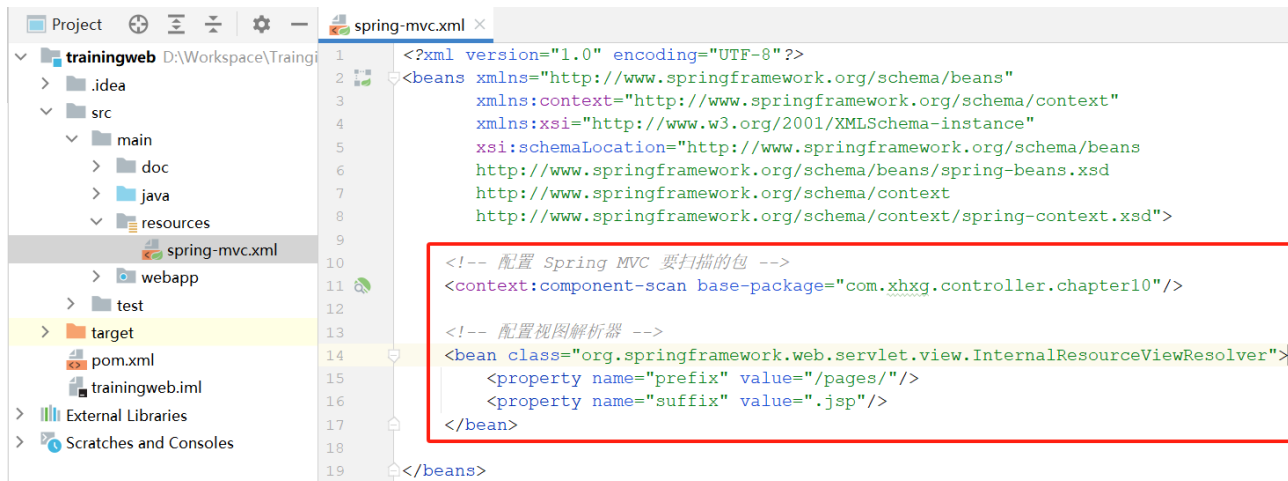 Project
spring-mvc.xml
trainingweb D:\Workspace\Traingi
.idea
src
main
doc
java
resources
spring-mvc.xml
webapp
test
target
pom.xml
trainingweb.iml
External Libraries
Scratches and Consoles
1 <?xml version="1.0" encoding="UTF-8"?>
2 <beans xmlns="http://www.springframework.org/schema/beans"
3 xmlns:context="http://www.springframework.org/schema/context"
4 xmlns:xsi="http://www.w3.org/2001/XMLSchema-instance"
5 xsi:schemaLocation="http://www.springframework.org/schema/beans
6 http://www.springframework.org/schema/beans/spring-beans.xsd
7 http://www.springframework.org/schema/context
8 http://www.springframework.org/schema/context/spring-context.xsd">
9
10 <!-- 配置 Spring MVC 要扫描的包 -->
11 <context:component-scan base-package="com.xhxg.controller.chapter10"/>
12
13 <!-- 配置视图解析器 -->
14 <bean class="org.springframework.web.servlet.view.InternalResourceViewResolver">
15 <property name="prefix" value="/pages/"/>
16 <property name="suffix" value=".jsp"/>
17 </bean>
18
19 </beans>